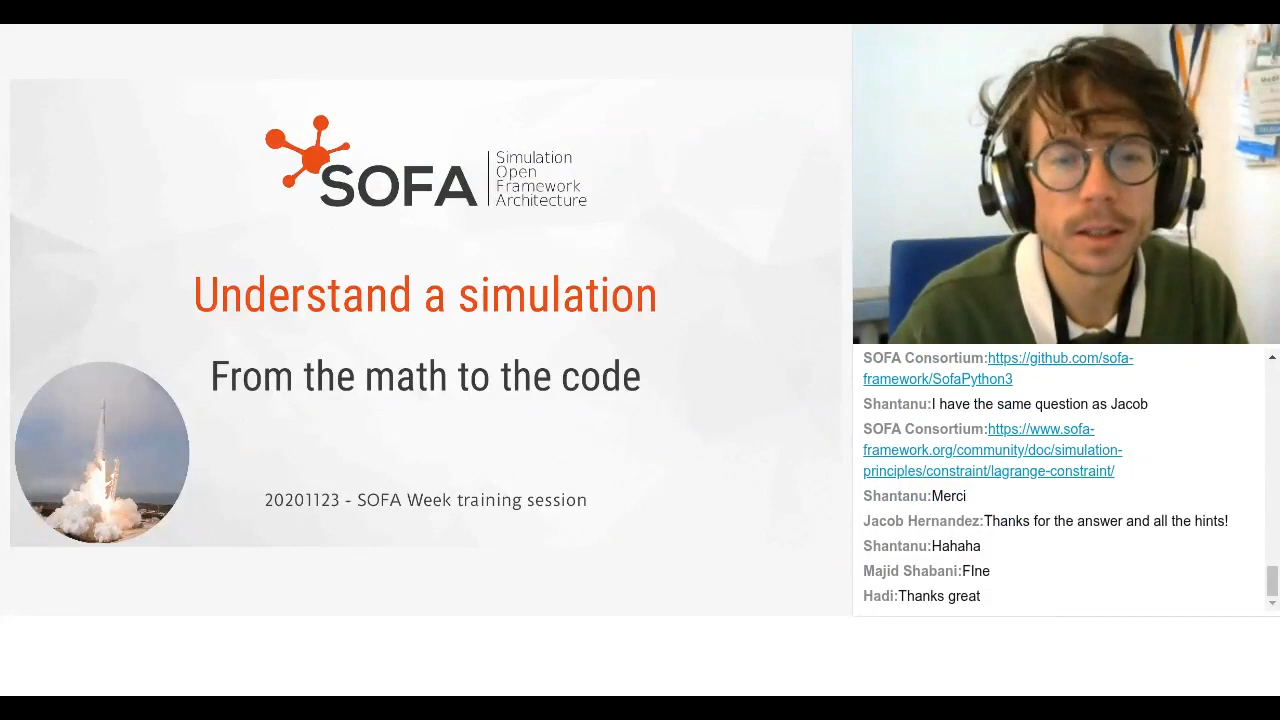 SOFA
Simulation
Open
Framework
Architecture
Understand a simulation
From the math to the code
20201123 - SOFA Week training session
SOFA Consortium:https://github.com/sofa-
framework/SofaPython3
Shantanu:I have the same question as Jacob
SOFA Consortium:https://www.sofa-
framework.org/community/doc/simulation-
principles/constraint/lagrange-constraint/
Shantanu:Merci
Jacob Hernandez:Thanks for the answer and all the hints!
Shantanu:Hahaha
Majid Shabani:FIne
Hadi:Thanks great